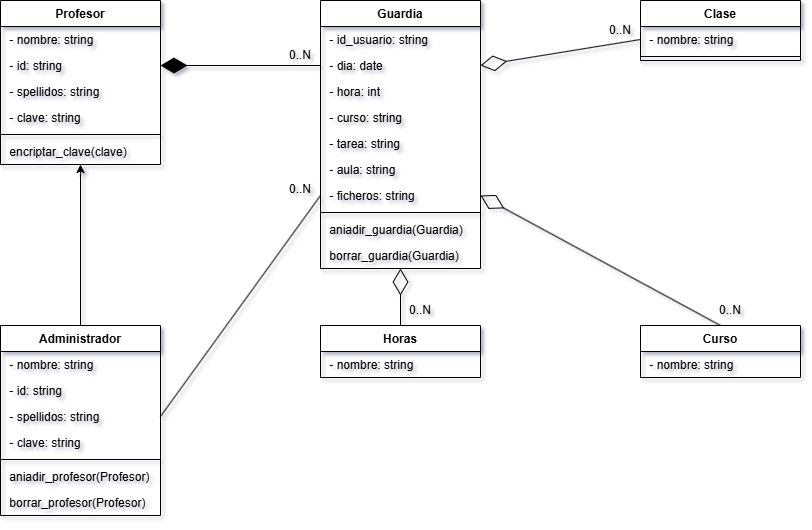 Profesor
- nombre: string
- id: string
- spellidos: string
- clave: string
encriptar_clave(clave)
0..N
Guardia
- id_usuario: string
- dia: date
- hora: int
- curso: string
- tarea: string
- aula: string
- ficheros: string
aniadir_guardia(Guardia)
borrar_guardia(Guardia)
0..N
Clase
- nombre: string
0..N
Administrador
- nombre: string
- id: string
- spellidos: string
- clave: string
aniadir_profesor(Profesor)
borrar_profesor(Profesor)
0..N
Horas
- nombre: string
0..N
Curso
- nombre: string